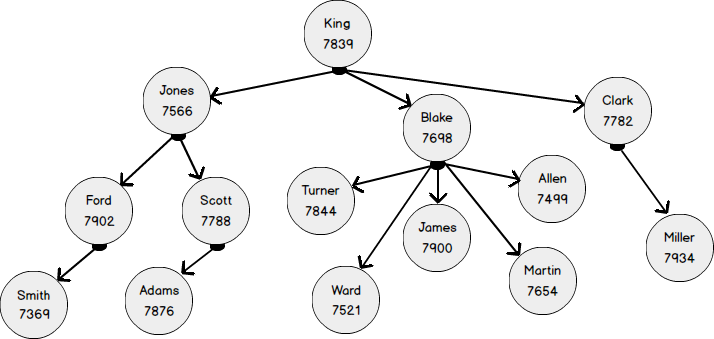 King
7839
Jones
7566
Blake
7698
Clark
7782
Ford
7902
Scott
7788
Turner
7844
James
7900
Allen
7499
Miller
7934
Smith
7369
Adams
7876
Ward
7521
Martin
7654